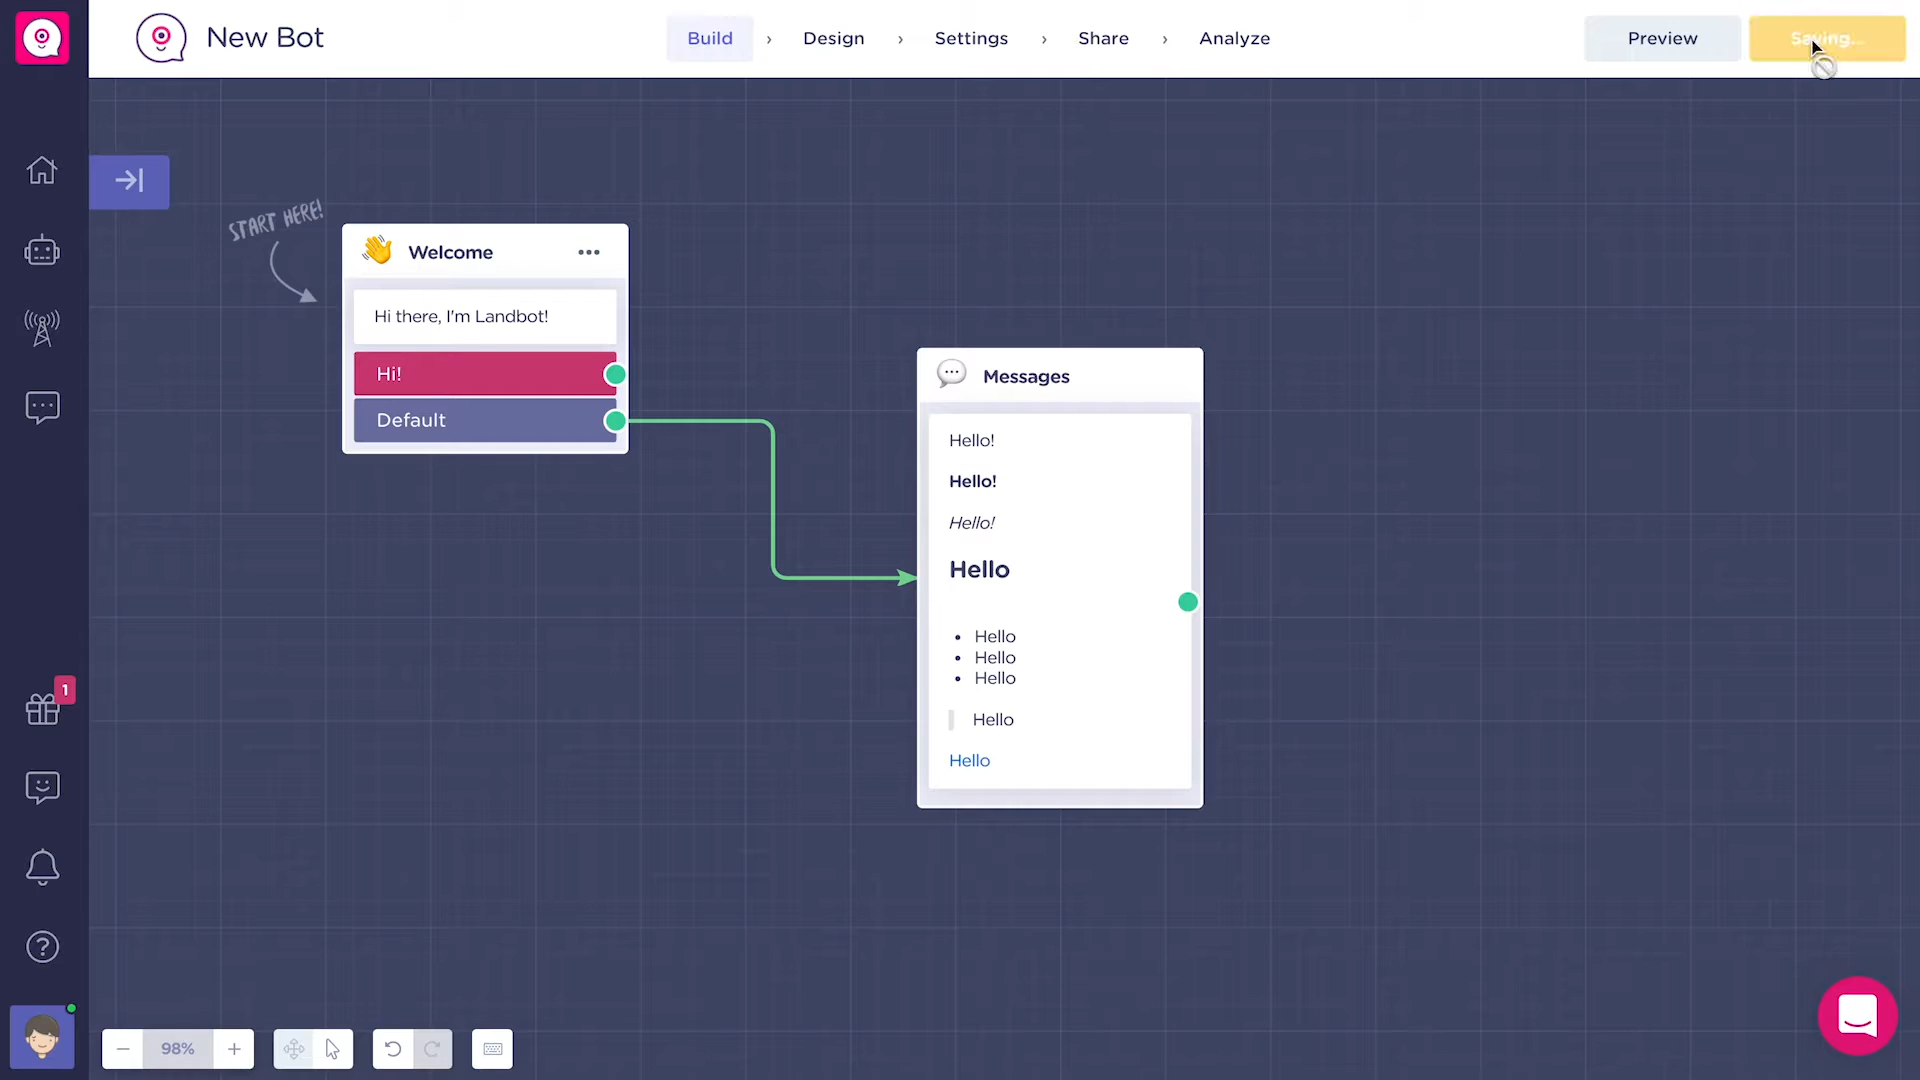 New Bot
Build
Design
Settings
Share
Analyze
Preview
Saving...
START HERE!
Welcome
Hi there, I'm Landbot!
Hi!
Default
Messages
Hello!
Hello!
Hello!
Hello
• Hello
• Hello
• Hello
Hello
Hello
1
98%